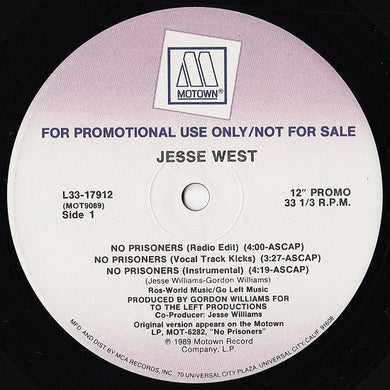 MOTOWN®
FOR PROMOTIONAL USE ONLY/NOT FOR SALE
JESSE WEST
L33-17912
(MOT9089)
Side 1
12" PROMO
33 1/3 R.P.M.
NO PRISONERS (Radio Edit) (4:00-ASCAP)
NO PRISONERS (Vocal Track Kicks) (3:27-ASCAP)
NO PRISONERS (Instrumental) (4:19-ASCAP)
(Jesse Williams-Gordon Williams)
Ros-World Music/Go Left Music
PRODUCED BY GORDON WILLIAMS FOR
TO THE LEFT PRODUCTIONS
Co-Producer: Jesse Williams
Original version appears on the Motown
LP, MOT-6282, "No Prisoners"
℗ 1989 Motown Record
Company, L.P.
MFD AND DIST BY MCA RECORDS, INC., 70 UNIVERSAL CITY PLAZA, UNIVERSAL CITY, CALIF. 91608